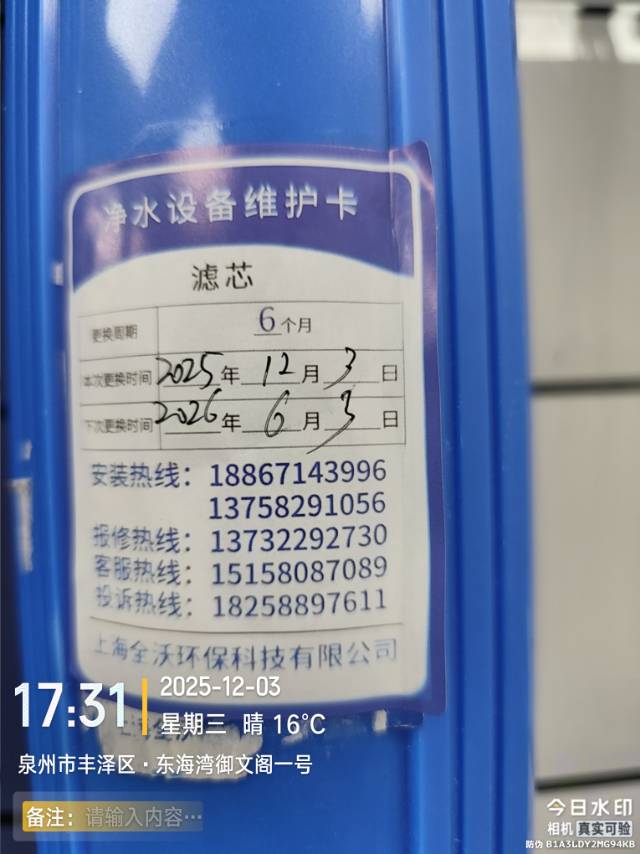 净水设备维护卡
滤芯
更换周期 6个月
本次更换时间 2025年12月3日
下次更换时间 2026年6月3日
安装热线：18867143996
13758291056
报修热线：13732292730
客服热线：15158087089
投诉热线：18258897611
上海全沃环保科技有限公司
17:31 2025-12-03
星期三 晴 16℃
泉州市丰泽区·东海湾御文阁一号
备注：请输入内容…
今日水印
相机 真实可验
防伪 B1A3LDY2MG94KB